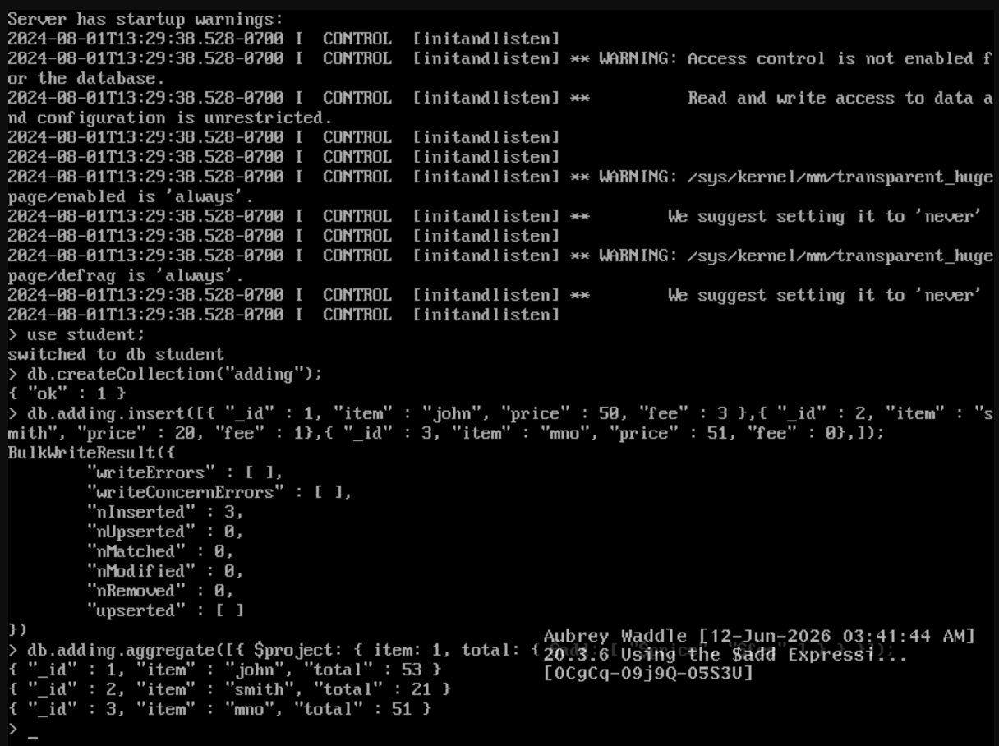 Server has startup warnings:
2024-08-01T13:29:38.528-0700 I  CONTROL  [initandlisten]
2024-08-01T13:29:38.528-0700 I  CONTROL  [initandlisten] ** WARNING: Access control is not enabled f
or the database.
2024-08-01T13:29:38.528-0700 I  CONTROL  [initandlisten] **          Read and write access to data a
nd configuration is unrestricted.
2024-08-01T13:29:38.528-0700 I  CONTROL  [initandlisten]
2024-08-01T13:29:38.528-0700 I  CONTROL  [initandlisten]
2024-08-01T13:29:38.528-0700 I  CONTROL  [initandlisten] ** WARNING: /sys/kernel/mm/transparent_huge
page/enabled is 'always'.
2024-08-01T13:29:38.528-0700 I  CONTROL  [initandlisten] **        We suggest setting it to 'never'
2024-08-01T13:29:38.528-0700 I  CONTROL  [initandlisten]
2024-08-01T13:29:38.528-0700 I  CONTROL  [initandlisten] ** WARNING: /sys/kernel/mm/transparent_huge
page/defrag is 'always'.
2024-08-01T13:29:38.528-0700 I  CONTROL  [initandlisten] **        We suggest setting it to 'never'
2024-08-01T13:29:38.528-0700 I  CONTROL  [initandlisten]
> use student;
switched to db student
> db.createCollection("adding");
{ "ok" : 1 }
> db.adding.insert([{ "_id" : 1, "item" : "john", "price" : 50, "fee" : 3 },{ "_id" : 2, "item" : "s
mith", "price" : 20, "fee" : 1},{ "_id" : 3, "item" : "mno", "price" : 51, "fee" : 0},]);
BulkWriteResult({
        "writeErrors" : [ ],
        "writeConcernErrors" : [ ],
        "nInserted" : 3,
        "nUpserted" : 0,
        "nMatched" : 0,
        "nModified" : 0,
        "nRemoved" : 0,
        "upserted" : [ ]
})
> db.adding.aggregate([{ $project: { item: 1, total: {
{ "_id" : 1, "item" : "john", "total" : 53 }
{ "_id" : 2, "item" : "smith", "total" : 21 }
{ "_id" : 3, "item" : "mno", "total" : 51 }
> _
Aubrey Waddle [12-Jun-2026 03:41:44 AM]
20.3.6 Using the $add Expressi...
[OCgCq-O9j9Q-O5S3U]